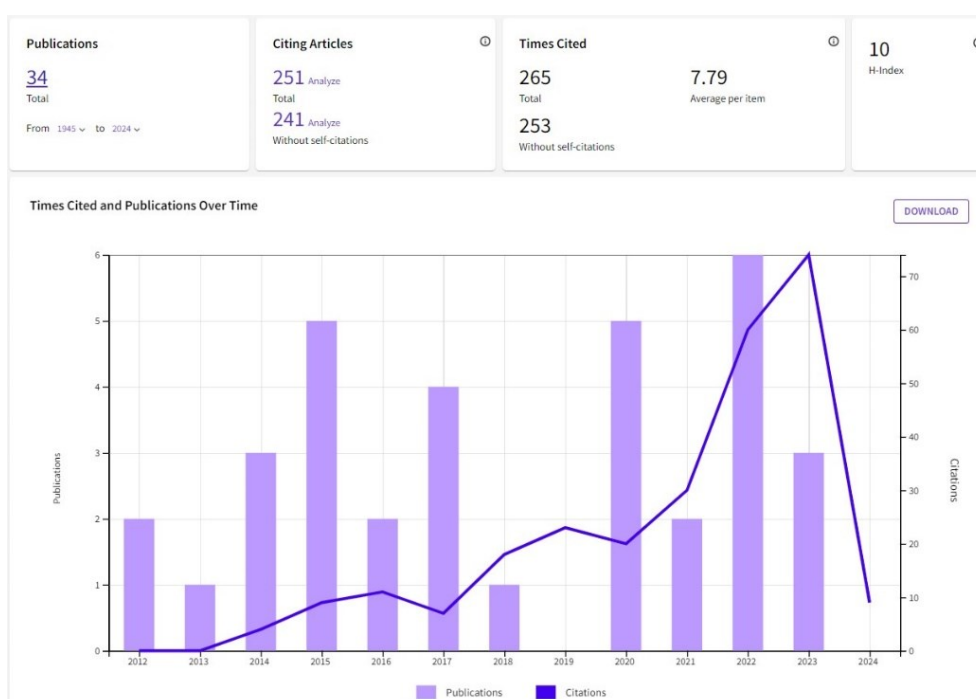 Publications
34
Total
From 1945 to 2024
Citing Articles
251 Analyze
Total
241 Analyze
Without self-citations
Times Cited
265
Total
7.79
Average per item
253
Without self-citations
10
H-Index
Times Cited and Publications Over Time
DOWNLOAD
6
5
4
3
2
1
0
Publications
70
60
50
40
30
20
10
0
Citations
2012 2013 2014 2015 2016 2017 2018 2019 2020 2021 2022 2023 2024
Publications Citations